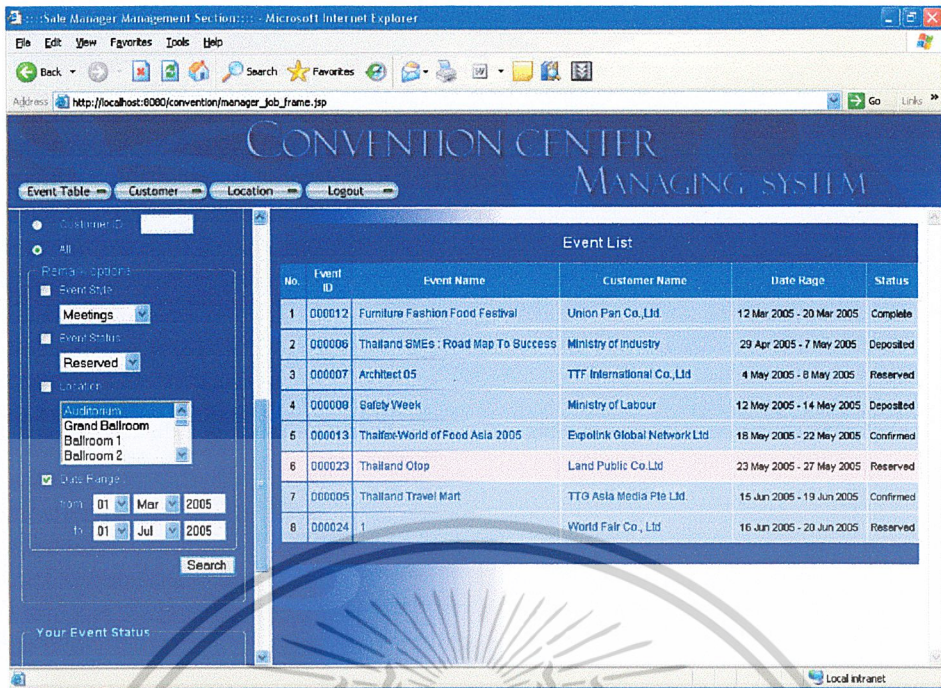 ::::Sale Manager Management Section:::: - Microsoft Internet Explorer
File Edit View Favorites Tools Help
Back Search Favorites
Address http://localhost:8080/convention/manager_job_frame.jsp Go Links »
CONVENTION CENTER
MANAGING SYSTEM
Event Table Customer Location Logout
Customer ID
All
Remark options
Event Style
Meetings
Event Status
Reserved
Location
Auditorium
Grand Ballroom
Ballroom 1
Ballroom 2
Date Range
from 01 Mar 2005
to 01 Jul 2005
Search
Your Event Status
Event List
No. Event ID Event Name Customer Name Date Rage Status
1 000012 Furniture Fashion Food Festival Union Pan Co.,Ltd. 12 Mar 2005 - 20 Mar 2005 Complete
2 000006 Thailand SMEs : Road Map To Success Ministry of Industry 29 Apr 2005 - 7 May 2005 Deposited
3 000007 Architect 05 TTF International Co.,Ltd 4 May 2005 - 8 May 2005 Reserved
4 000008 Safety Week Ministry of Labour 12 May 2005 - 14 May 2005 Deposited
5 000013 Thaifex-World of Food Asia 2005 Expolink Global Network Ltd 18 May 2005 - 22 May 2005 Confirmed
6 000023 Thailand Otop Land Public Co.Ltd 23 May 2005 - 27 May 2005 Reserved
7 000005 Thailand Travel Mart TTG Asia Media Pte Ltd. 15 Jun 2005 - 19 Jun 2005 Confirmed
8 000024 1 World Fair Co., Ltd 16 Jun 2005 - 20 Jun 2005 Reserved
Local intranet